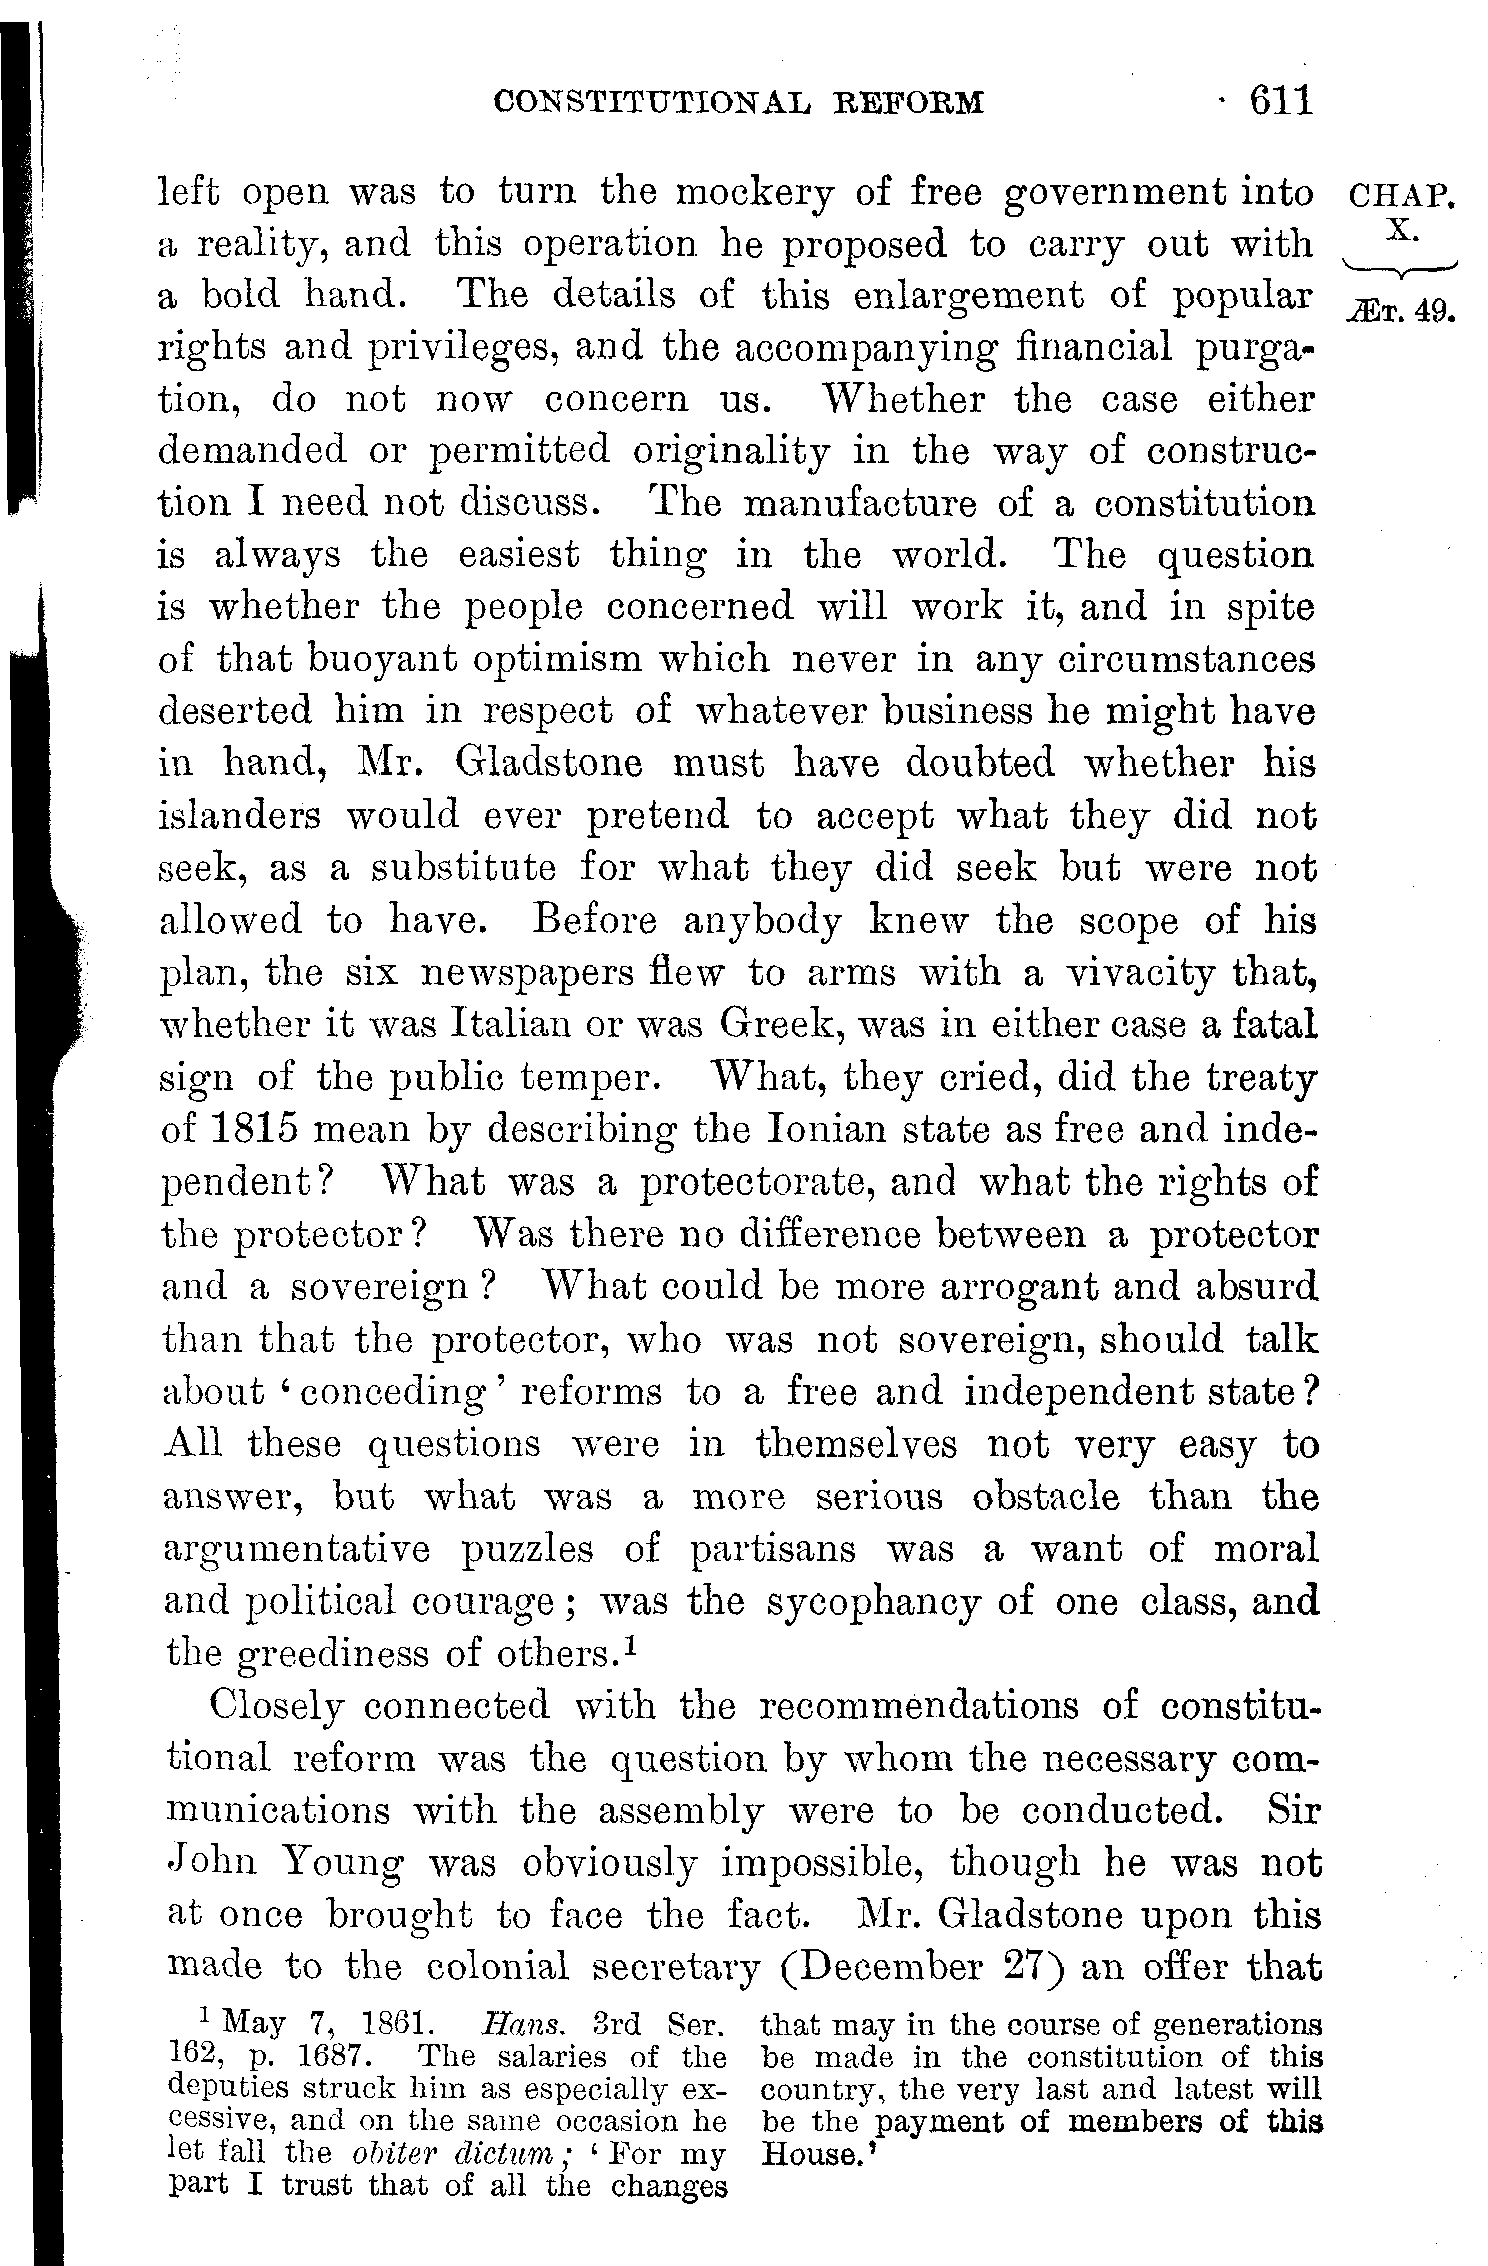 CONSTITUTIONAL REFORM 611
left open was to turn the mockery of free government into
a reality, and this operation he proposed to carry out with
a bold hand. The details of this enlargement of popular
rights and privileges, and the accompanying financial purga-
tion, do not now concern us. Whether the case either
demanded or permitted originality in the way of construc-
tion I need not discuss. The manufacture of a constitution
is always the easiest thing in the world. The question
is whether the people concerned will work it, and in spite
of that buoyant optimism which never in any circumstances
deserted him in respect of whatever business he might have
in hand, Mr. Gladstone must have doubted whether his
islanders would ever pretend to accept what they did not
seek, as a substitute for what they did seek but were not
allowed to have. Before anybody knew the scope of his
plan, the six newspapers flew to arms with a vivacity that,
whether it was Italian or was Greek, was in either case a fatal
sign of the public temper. What, they cried, did the treaty
of 1815 mean by describing the Ionian state as free and inde-
pendent? What was a protectorate, and what the rights of
the protector? Was there no difference between a protector
and a sovereign? What could be more arrogant and absurd
than that the protector, who was not sovereign, should talk
about ‘conceding’ reforms to a free and independent state?
All these questions were in themselves not very easy to
answer, but what was a more serious obstacle than the
argumentative puzzles of partisans was a want of moral
and political courage; was the sycophancy of one class, and
the greediness of others.¹
Closely connected with the recommendations of constitu-
tional reform was the question by whom the necessary com-
munications with the assembly were to be conducted. Sir
John Young was obviously impossible, though he was not
at once brought to face the fact. Mr. Gladstone upon this
made to the colonial secretary (December 27) an offer that
CHAP.
X.
ÆT. 49.
¹ May 7, 1861. Hans. 3rd Ser.
162, p. 1687. The salaries of the
deputies struck him as especially ex-
cessive, and on the same occasion he
let fall the obiter dictum; ‘For my
part I trust that of all the changes
that may in the course of generations
be made in the constitution of this
country, the very last and latest will
be the payment of members of this
House.’